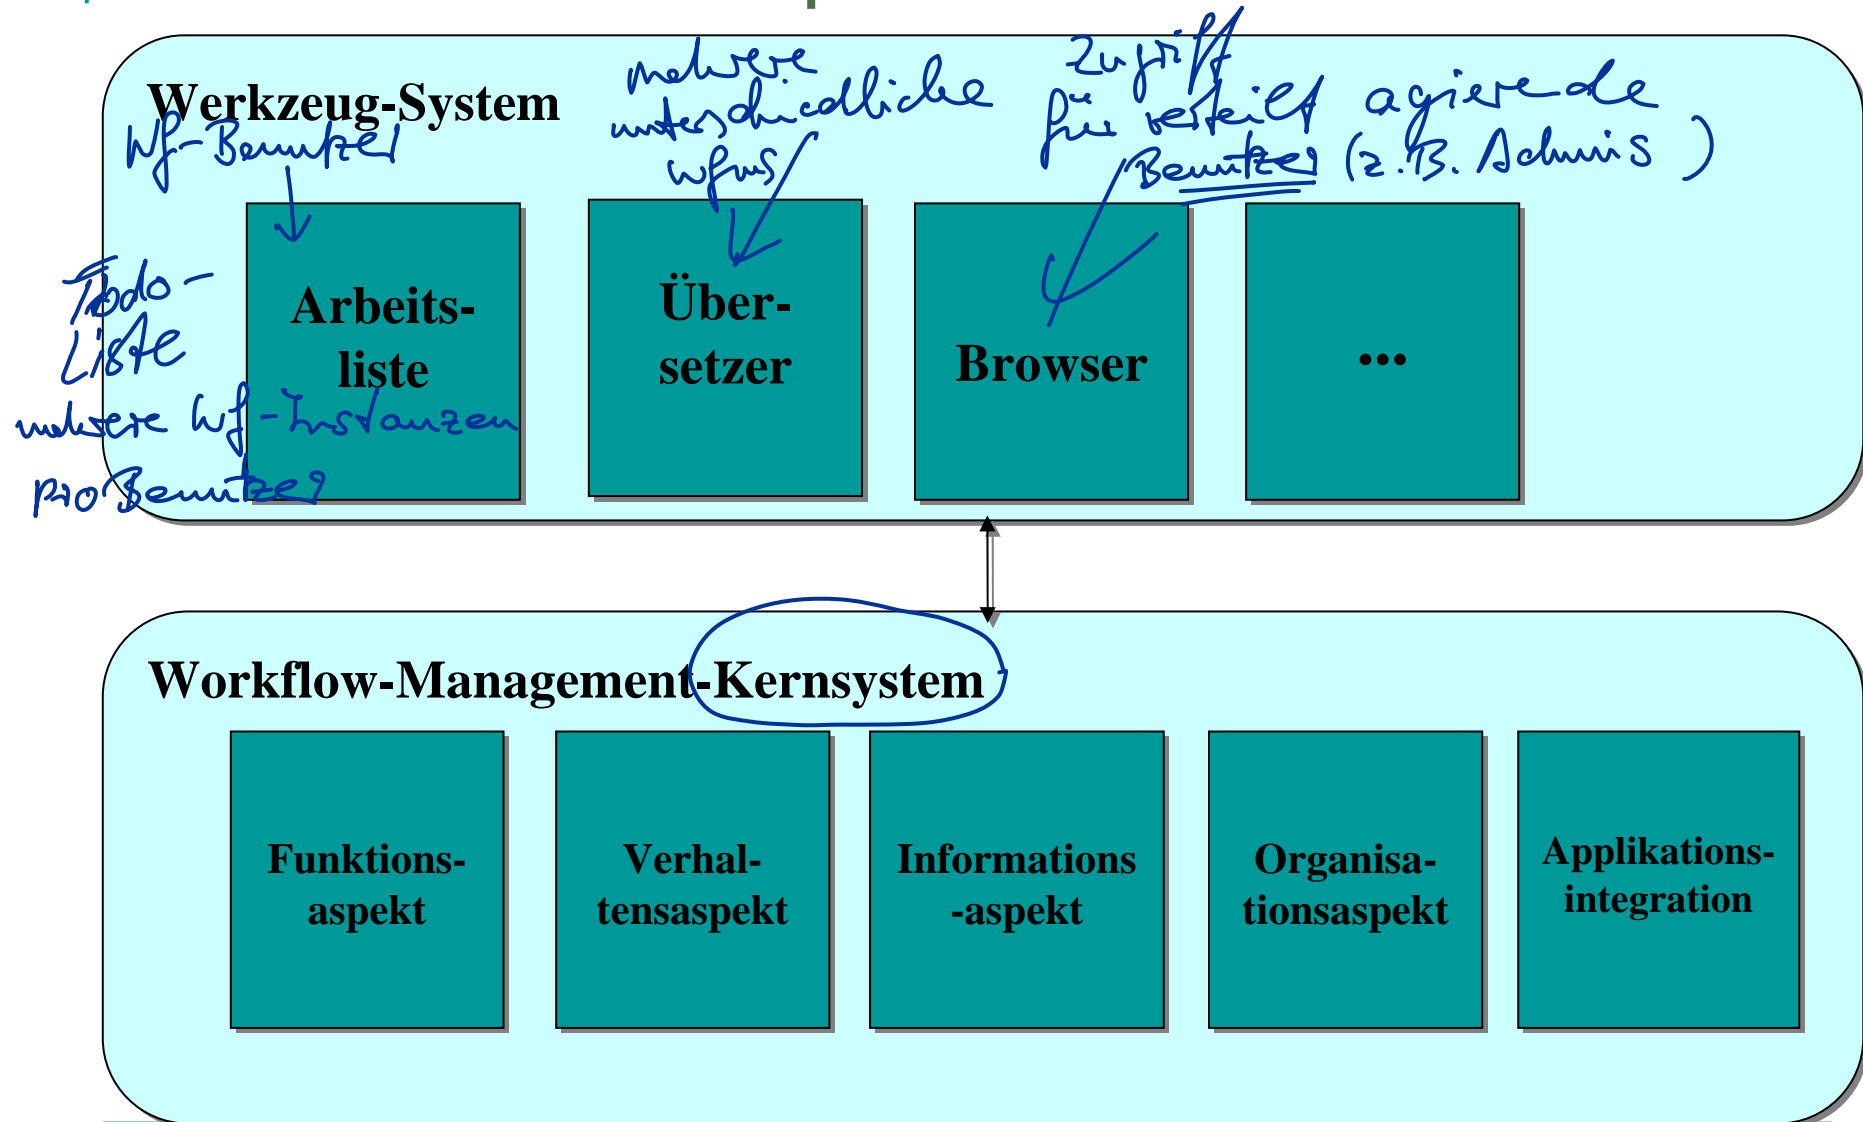 Werkzeug-System
Wf-Benutzer
mehrere
unterschiedliche
wfms
Zugriff
für verteilt agierende
Benutzer (z.B. Admins)
Todo-
Liste
mehrere Wf-Instanzen
pro Benutzer
Arbeits-
liste
Über-
setzer
Browser
...
Workflow-Management-Kernsystem
Funktions-
aspekt
Verhal-
tensaspekt
Informations
-aspekt
Organisa-
tionsaspekt
Applikations-
integration